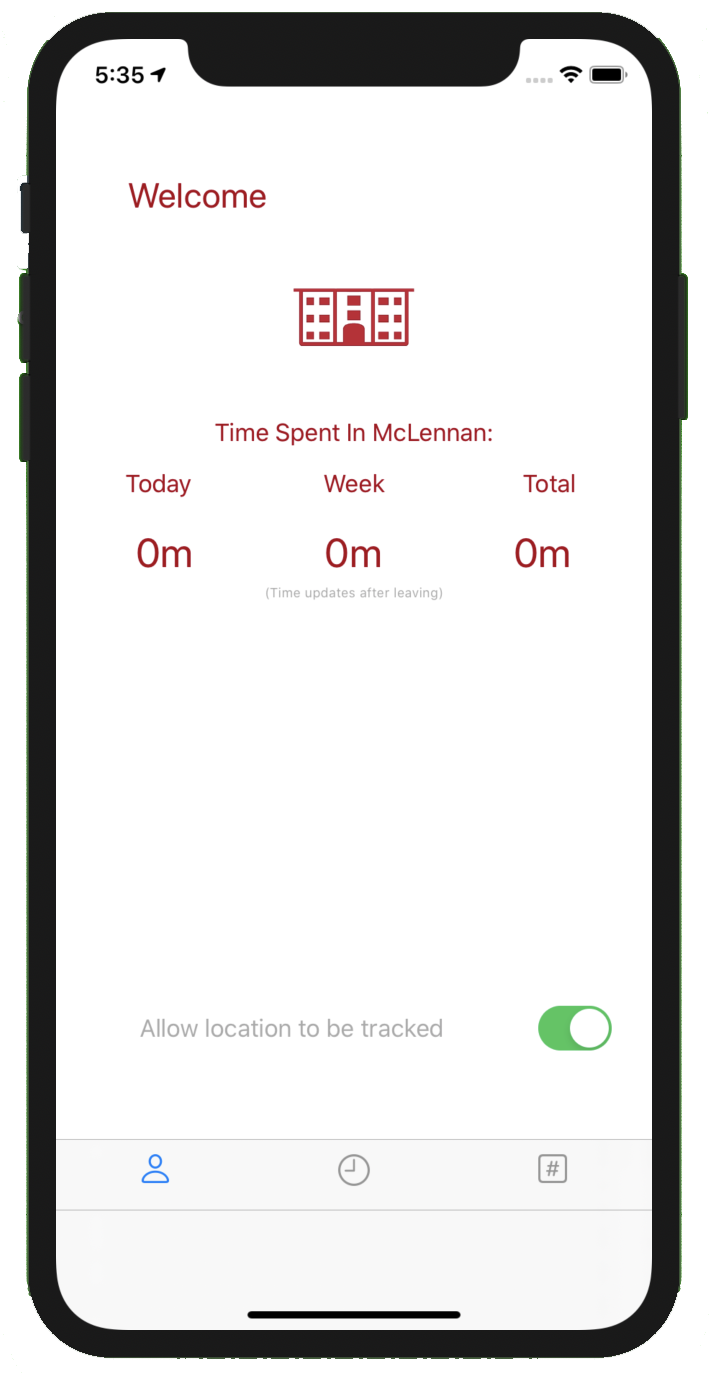 5:35
Welcome
Time Spent In McLennan:
Today Week Total
0m 0m 0m
(Time updates after leaving)
Allow location to be tracked
#